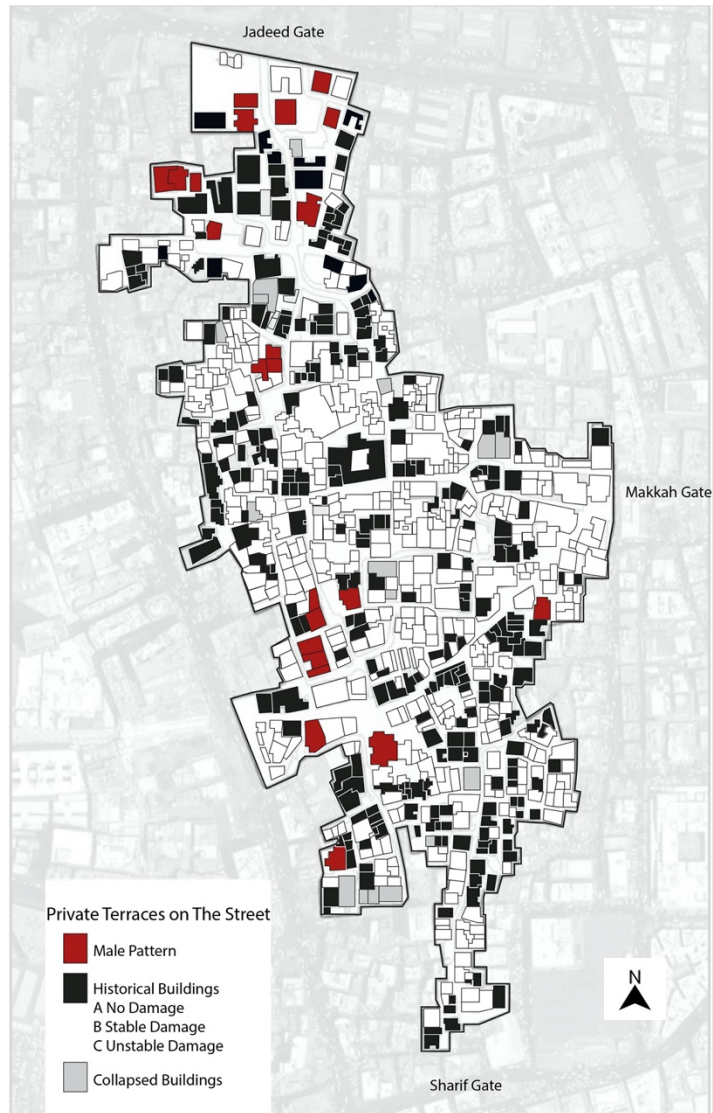 Jadeed Gate
Makkah Gate
Private Terraces on The Street
Male Pattern
Historical Buildings
A No Damage
B Stable Damage
C Unstable Damage
Collapsed Buildings
N
Sharif Gate